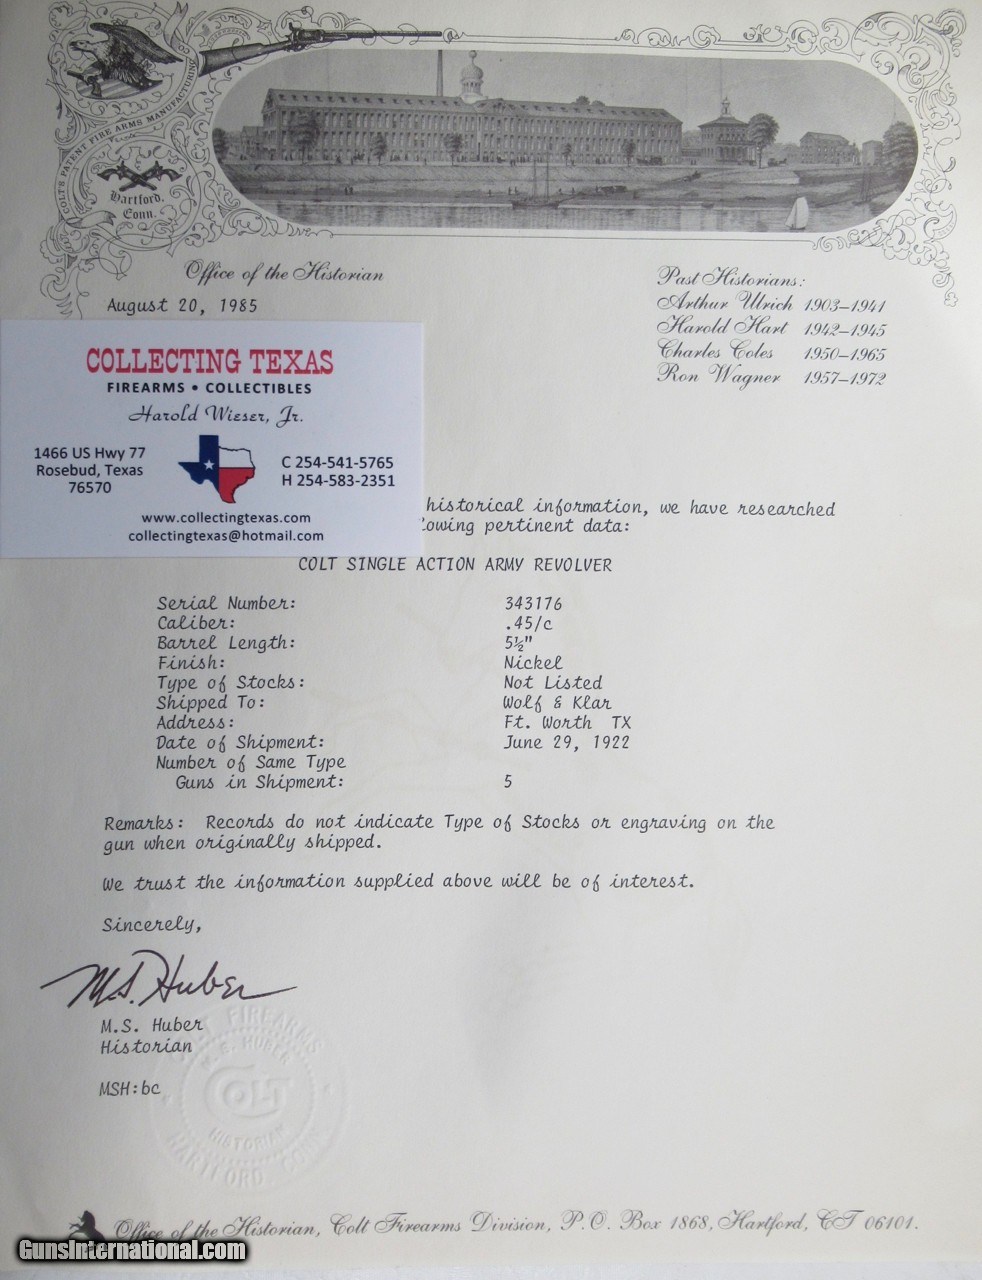 COLT'S PATENT FIRE ARMS MANUFACTURING CO
Hartford,
Conn.
Office of the Historian
August 20, 1985
Past Historians:
Arthur Ulrich 1903–1941
Harold Hart 1942–1945
Charles Coles 1950–1965
Ron Wagner 1957–1972
COLLECTING TEXAS
FIREARMS • COLLECTIBLES
Harold Wieser, Jr.
1466 US Hwy 77
Rosebud, Texas
76570
C 254-541-5765
H 254-583-2351
www.collectingtexas.com
collectingtexas@hotmail.com
historical information, we have researched
lowing pertinent data:
COLT SINGLE ACTION ARMY REVOLVER
Serial Number: 343176
Caliber: .45/c
Barrel Length: 5½"
Finish: Nickel
Type of Stocks: Not Listed
Shipped To: Wolf & Klar
Address: Ft. Worth TX
Date of Shipment: June 29, 1922
Number of Same Type
Guns in Shipment: 5
Remarks: Records do not indicate Type of Stocks or engraving on the
gun when originally shipped.
We trust the information supplied above will be of interest.
Sincerely,
M.S. Huber
M.S. Huber
Historian
MSH:bc
FIREARMS
S. HUBER
COLT
HISTORIAN
HARTFORD CONN.
Office of the Historian, Colt Firearms Division, P.O. Box 1868, Hartford, CT 06101.
GunsInternational.com